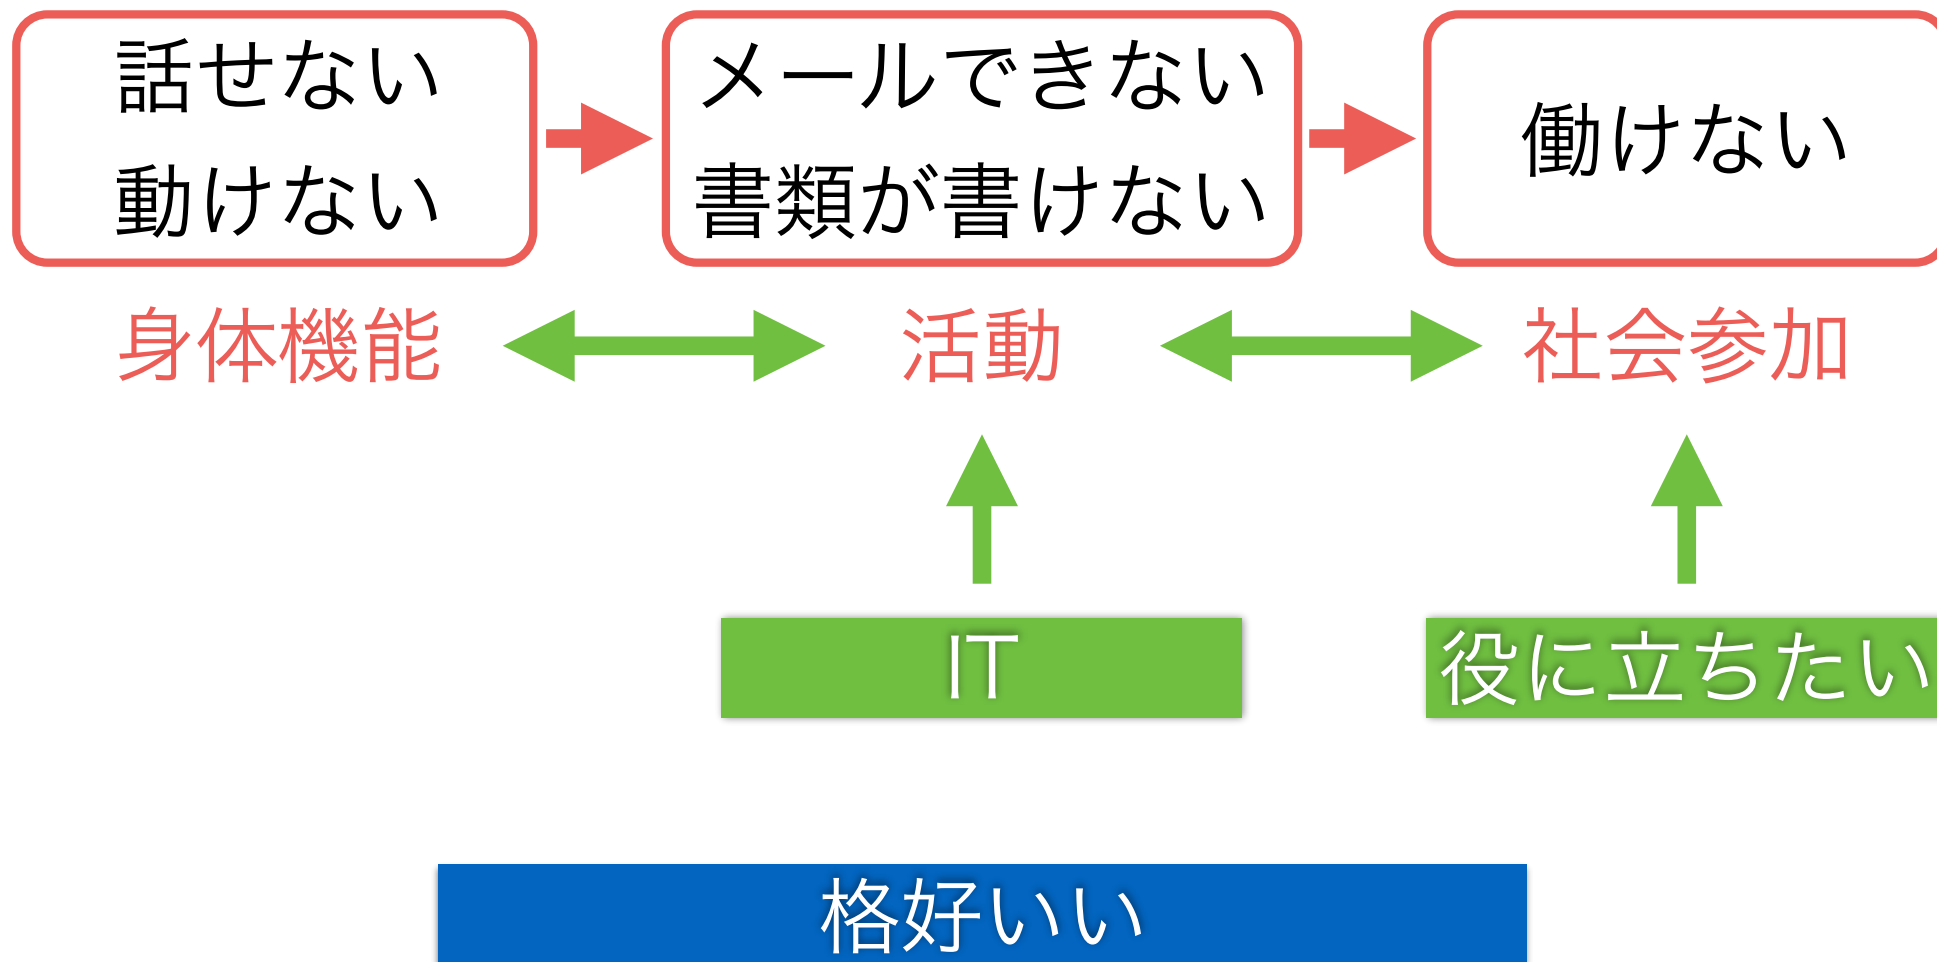 話せない
動けない
メールできない
書類が書けない
働けない
身体機能
活動
社会参加
IT
役に立ちたい
格好いい